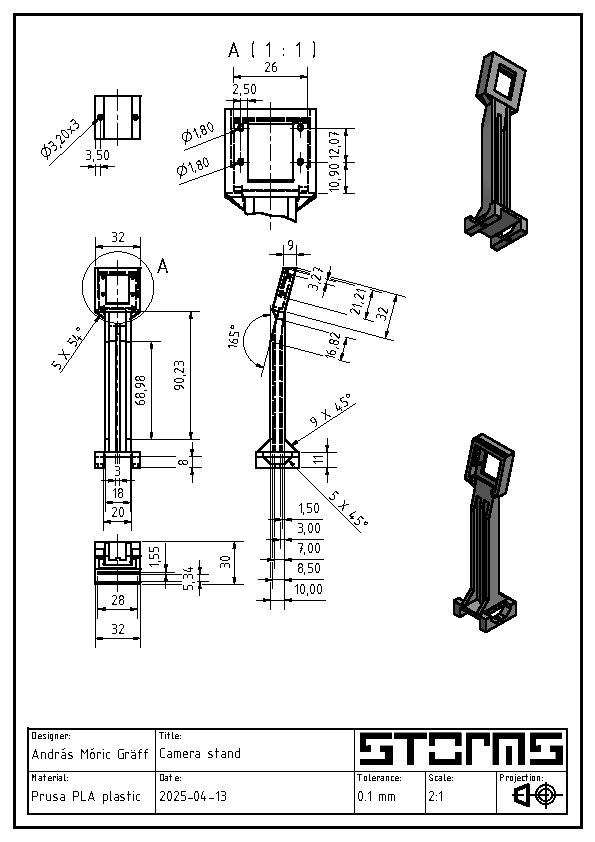 A ( 1 : 1 )
26
2,50
Ø3,20x3
3,50
Ø1,80
Ø1,80
12,07
10,90
32
A
9
3,27
21,21
32
165°
16,82
5 X 54°
68,98
90,23
9 X 45°
3
8
11
18
20
5 X 45°
1,50
3,00
7,00
8,50
10,00
1,55
5,34
30
28
32
Designer:
András Móric Gräff
Title:
Camera stand
STORMS
Material:
Prusa PLA plastic
Date:
2025-04-13
Tolerance:
0.1 mm
Scale:
2:1
Projection: